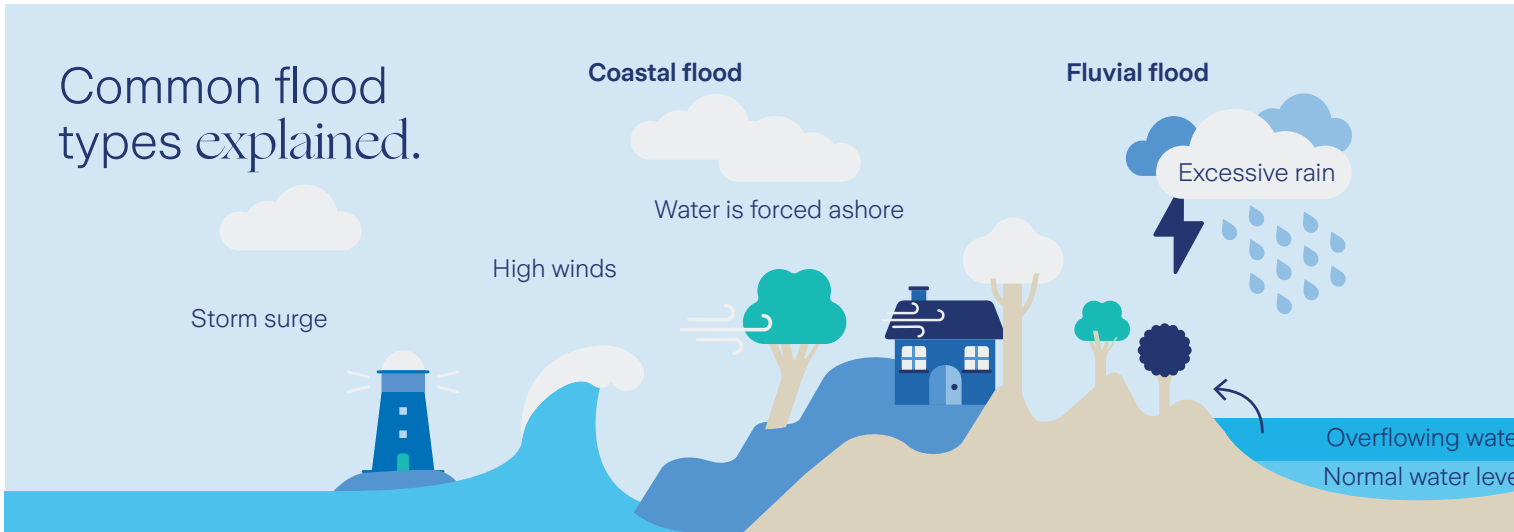 Common flood
types explained.
Coastal flood
Fluvial flood
Excessive rain
Water is forced ashore
High winds
Storm surge
Overflowing wate
Normal water leve